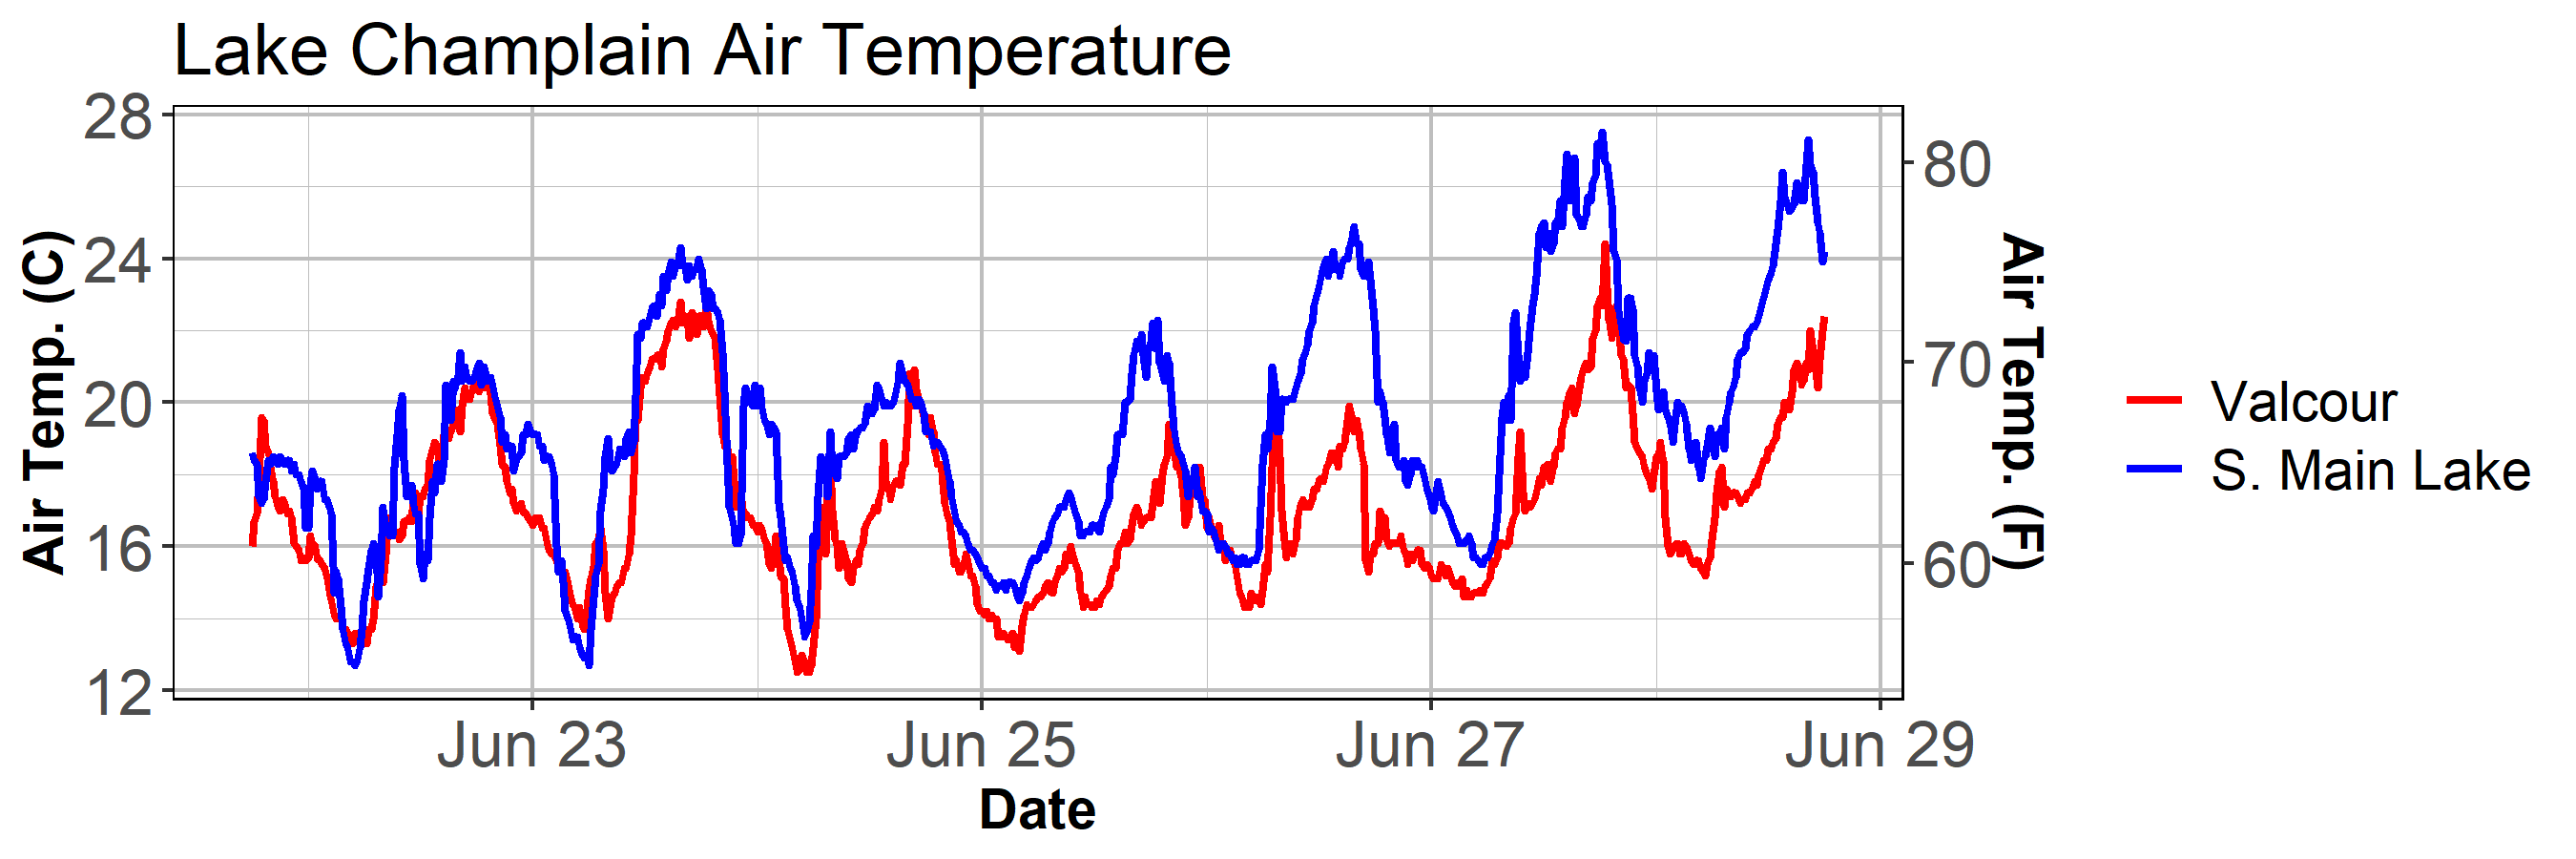 Lake Champlain Air Temperature
Air Temp. (C)
28
24
20
16
12
80
70
60
Air Temp. (F)
Jun 23
Jun 25
Jun 27
Jun 29
Date
Valcour
S. Main Lake